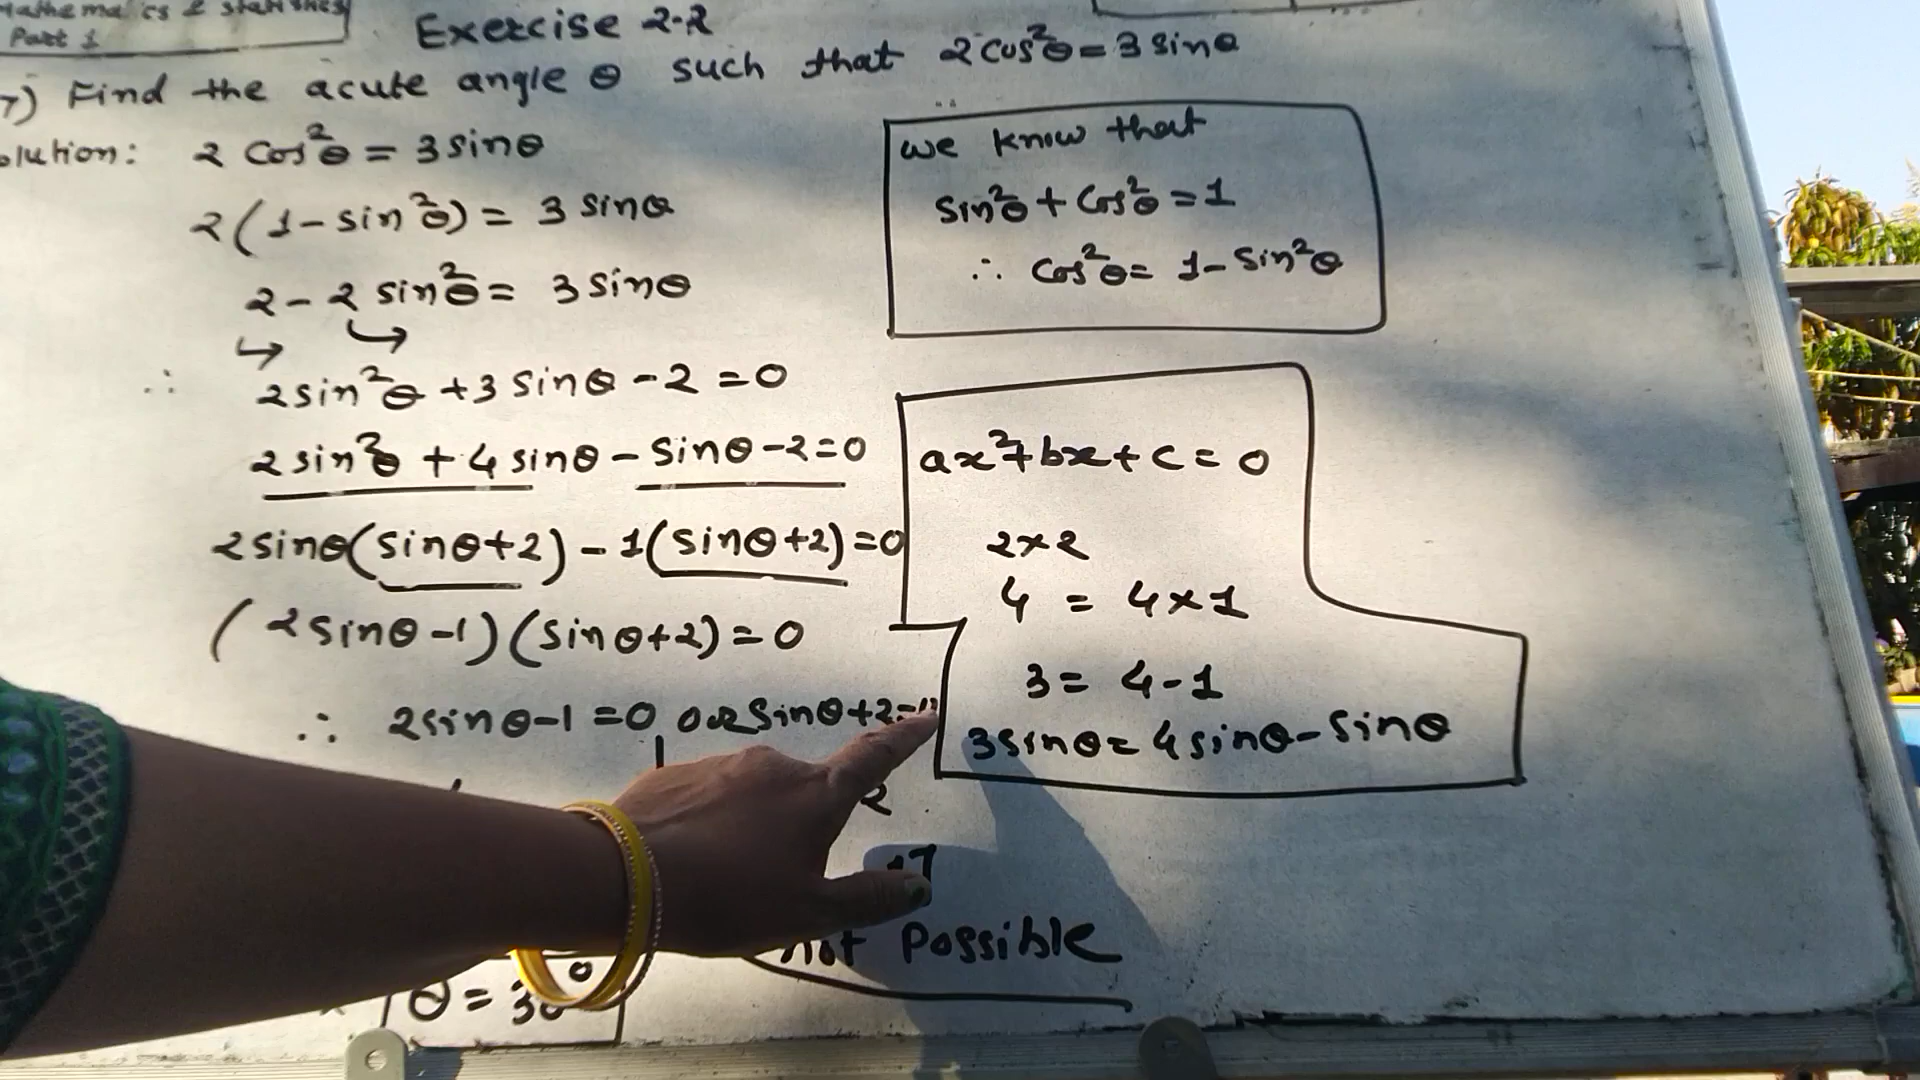 Mathematics & statistics
Part 1
Exercise 2.2
7) Find the acute angle θ such that 2cos²θ = 3sinθ
olution: 2 Cos²θ = 3sinθ
2(1-sin²θ) = 3 sinθ
2 - 2 sin²θ = 3 sinθ
∴ 2sin²θ + 3 sinθ - 2 = 0
2 sin²θ + 4 sinθ - sinθ - 2 = 0
2sinθ(sinθ+2) - 1(sinθ+2) = 0
(2sinθ-1)(sinθ+2) = 0
∴ 2sinθ-1 = 0 or sinθ+2 =
2
not Possible
θ = 30°
we know that
Sin²θ + Cos²θ = 1
∴ Cos²θ = 1 - Sin²θ
ax² + bx + c = 0
2×2
4 = 4×1
3 = 4-1
3sinθ = 4sinθ - sinθ